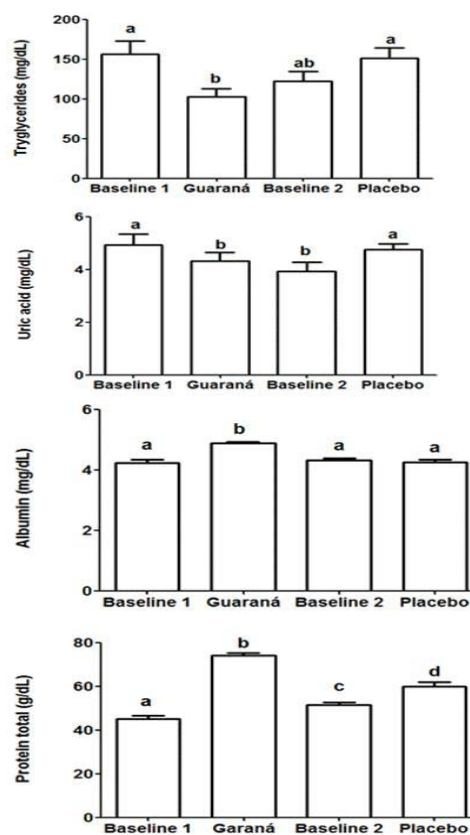 Tryglycerides (mg/dL)
200
150
100
50
0
a
b
ab
a
Baseline 1 Guaraná Baseline 2 Placebo
Uric acid (mg/dL)
6
4
2
0
a
b
b
a
Baseline 1 Guaraná Baseline 2 Placebo
Albumin (mg/dL)
6
4
2
0
a
b
a
a
Baseline 1 Guaraná Baseline 2 Placebo
Protein total (g/dL)
80
60
40
20
0
a
b
c
d
Baseline 1 Garaná Baseline 2 Placebo